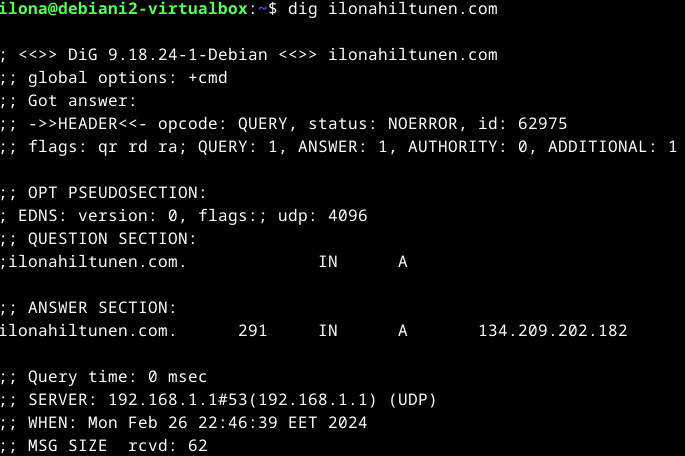 ilona@debiani2-virtualbox:~$ dig ilonahiltunen.com
; <<>> DiG 9.18.24-1-Debian <<>> ilonahiltunen.com
;; global options: +cmd
;; Got answer:
;; ->>HEADER<<- opcode: QUERY, status: NOERROR, id: 62975
;; flags: qr rd ra; QUERY: 1, ANSWER: 1, AUTHORITY: 0, ADDITIONAL: 1
;; OPT PSEUDOSECTION:
; EDNS: version: 0, flags:; udp: 4096
;; QUESTION SECTION:
;ilonahiltunen.com. IN A
;; ANSWER SECTION:
ilonahiltunen.com. 291 IN A 134.209.202.182
;; Query time: 0 msec
;; SERVER: 192.168.1.1#53(192.168.1.1) (UDP)
;; WHEN: Mon Feb 26 22:46:39 EET 2024
;; MSG SIZE rcvd: 62